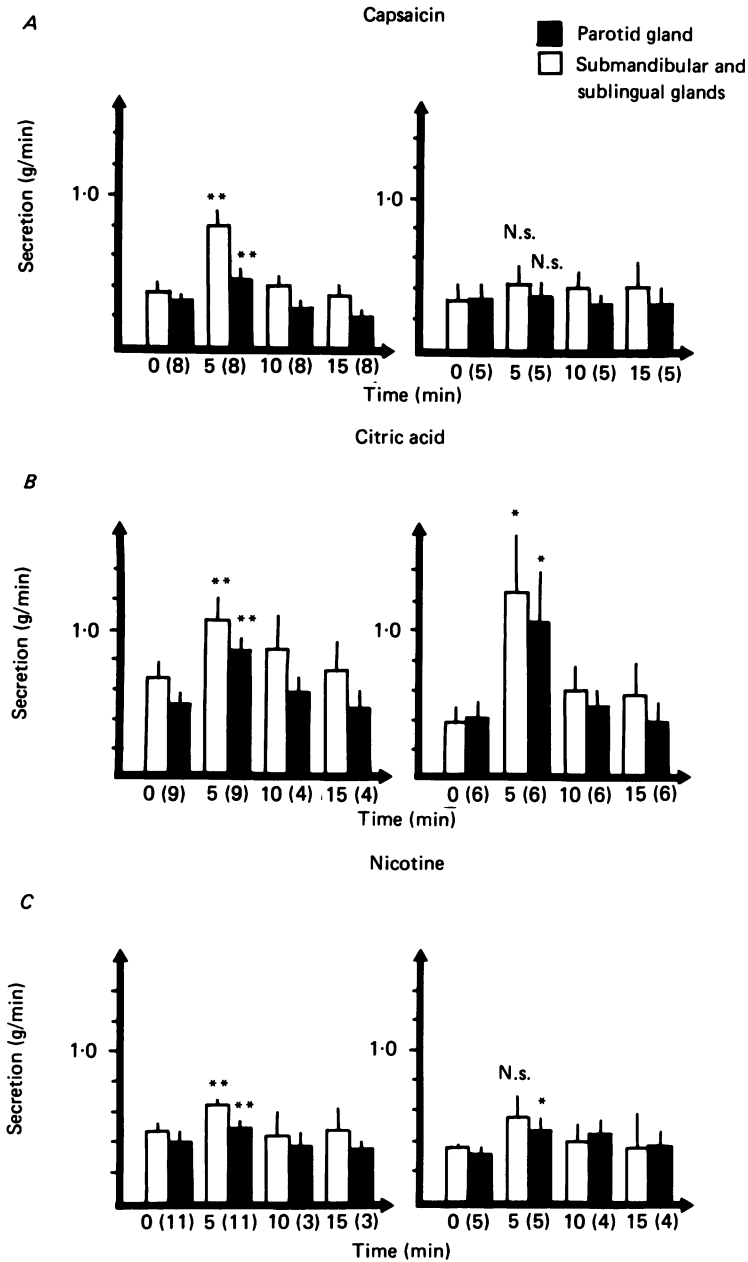 A
Capsaicin
Parotid gland
Submandibular and
sublingual glands
Secretion (g/min)
1·0
**
**
0 (8) 5 (8) 10 (8) 15 (8)
1·0
N.s.
N.s.
0 (5) 5 (5) 10 (5) 15 (5)
Time (min)
Citric acid
B
Secretion (g/min)
1·0
**
**
0 (9) 5 (9) 10 (4) 15 (4)
1·0
*
*
0 (6) 5 (6) 10 (6) 15 (6)
Time (min)
Nicotine
C
Secretion (g/min)
1·0
**
**
0 (11) 5 (11) 10 (3) 15 (3)
1·0
N.s.
*
0 (5) 5 (5) 10 (4) 15 (4)
Time (min)